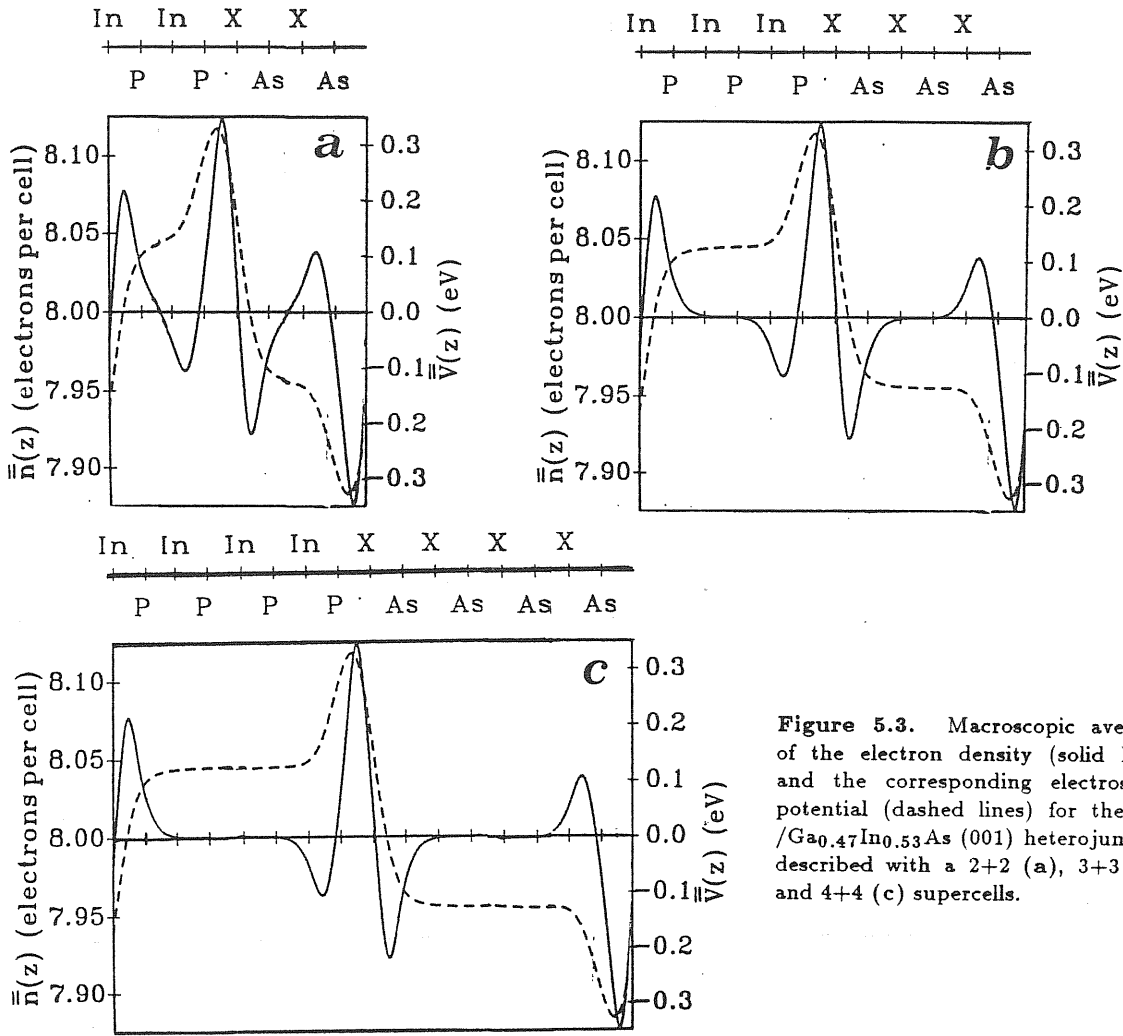 In In X X
P P As As
a
n̿(z) (electrons per cell)
8.10
8.05
8.00
7.95
7.90
0.3
0.2
0.1
0.0
-0.1
-0.2
-0.3
V̿(z) (eV)
In In In X X X
P P P As As As
b
n̿(z) (electrons per cell)
8.10
8.05
8.00
7.95
7.90
0.3
0.2
0.1
0.0
-0.1
-0.2
-0.3
V̿(z) (eV)
In In In In X X X X
P P P P As As As As
c
n̿(z) (electrons per cell)
8.10
8.05
8.00
7.95
7.90
0.3
0.2
0.1
0.0
-0.1
-0.2
-0.3
V̿(z) (eV)
Figure 5.3. Macroscopic
of the electron density (solid
and the corresponding
potential (dashed lines) for the
/Ga0.47In0.53As (001)
described with a 2+2 (a), 3+3
and 4+4 (c) supercells.